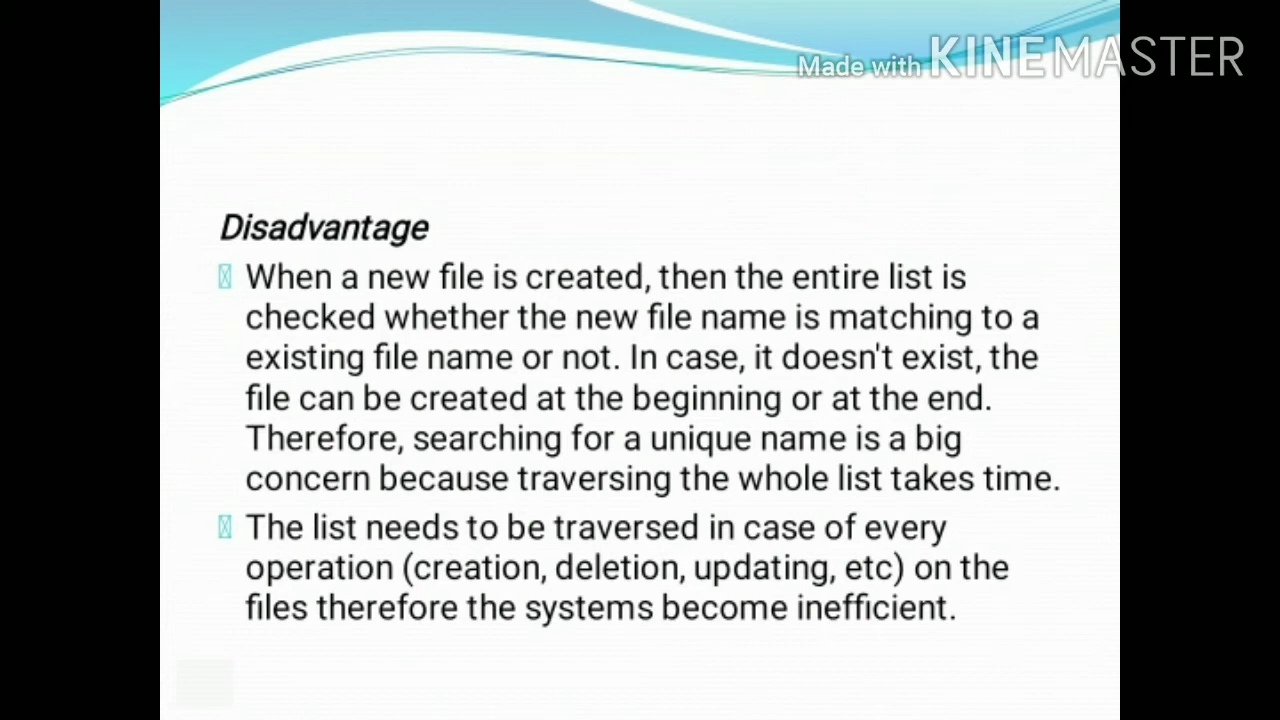 Made with KINEMASTER
Disadvantage
When a new file is created, then the entire list is
checked whether the new file name is matching to a
existing file name or not. In case, it doesn't exist, the
file can be created at the beginning or at the end.
Therefore, searching for a unique name is a big
concern because traversing the whole list takes time.
The list needs to be traversed in case of every
operation (creation, deletion, updating, etc) on the
files therefore the systems become inefficient.